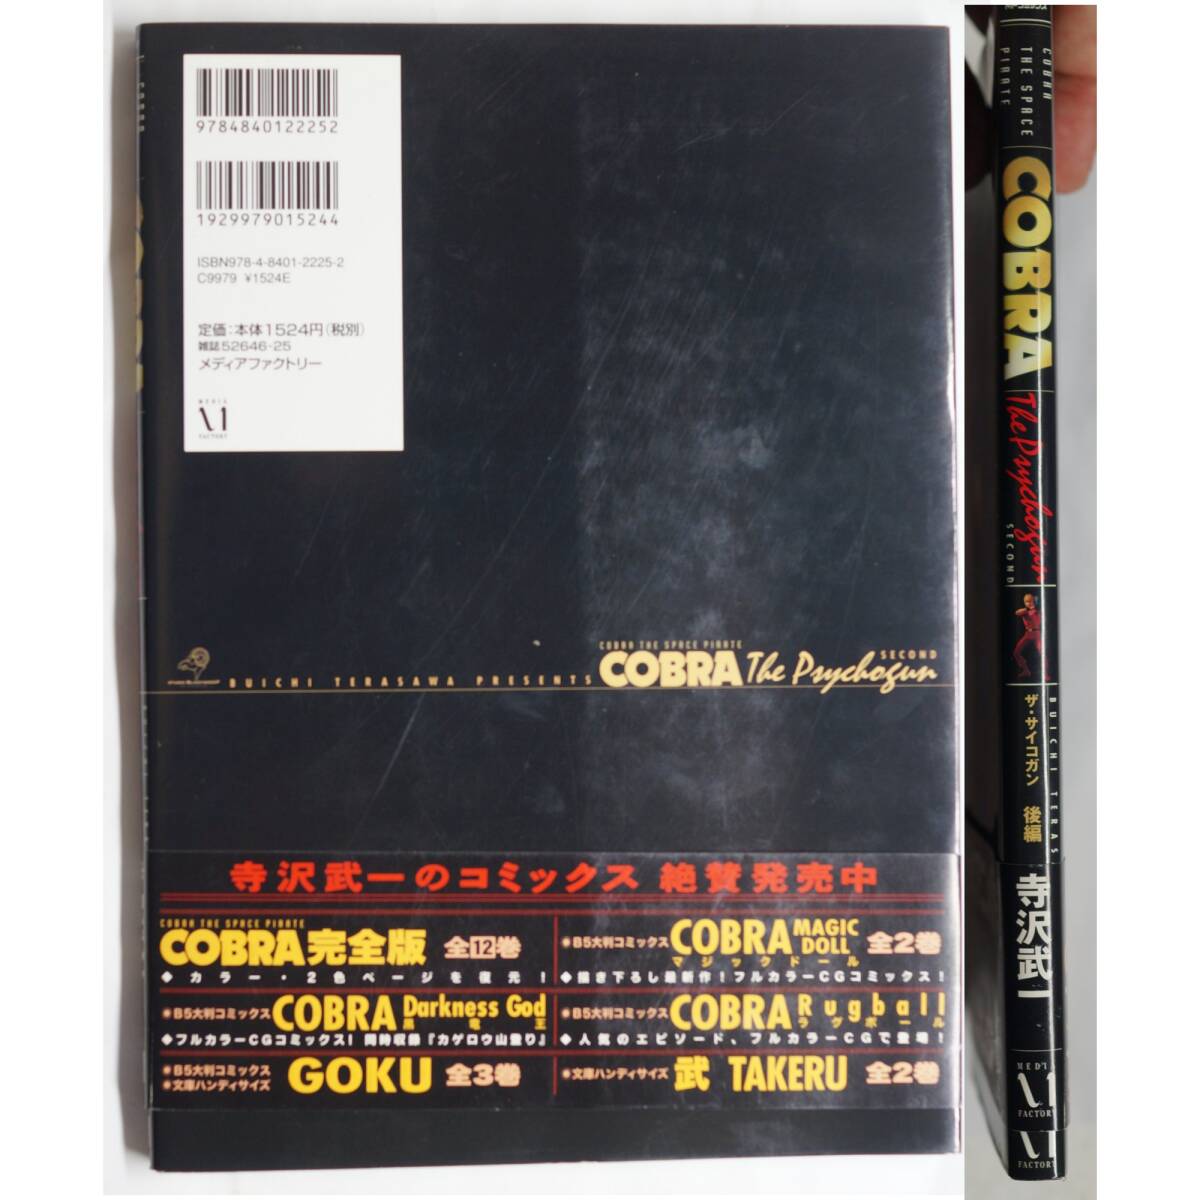 9784840122252
1929979015244
ISBN978-4-8401-2225-2
C9979 ¥1524E
定価:本体1524円(税別)
雑誌52646-25
メディアファクトリー
MEDIA
FACTORY
COBRA THE SPACE PIRATE
SECOND
BUICHI TERASAWA PRESENTS COBRA The Psychogun
寺沢武一のコミックス 絶賛発売中
COBRA THE SPACE PIRATE
COBRA完全版 全12巻
◆カラー・2色ページを復元!
●B5大判コミックス COBRA MAGIC DOLL 全2巻
マジックドール
◆描き下ろし最新作!フルカラーCGコミックス!
●B5大判コミックス COBRA Darkness God
黒竜王
◆フルカラーCGコミックス! 同時収録『カゲロウ山登り』
●B5大判コミックス COBRA Rugball
ラグボール
◆人気のエピソード、フルカラーCGで登場!
●B5大判コミックス
●文庫ハンディサイズ GOKU 全3巻
●文庫ハンディサイズ 武 TAKERU 全2巻
COBRA
THE SPACE
PIRATE
COBRA
The Psychogun
SECOND
ザ・サイコガン 後編
BUICHI TERAS
寺沢武一
MEDIA
FACTORY
FACTORY